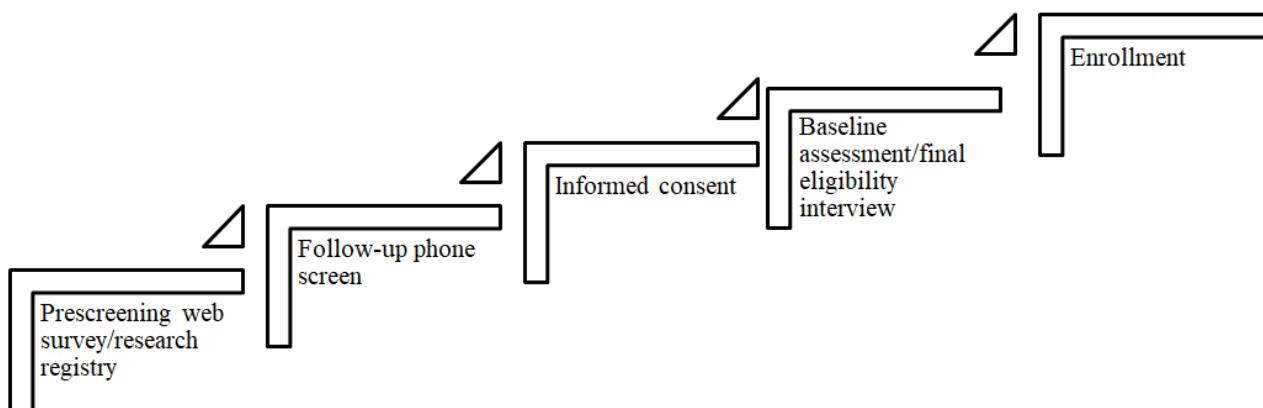 Prescreening web
survey/research
registry
Follow-up phone
screen
Informed consent
Baseline
assessment/final
eligibility
interview
Enrollment